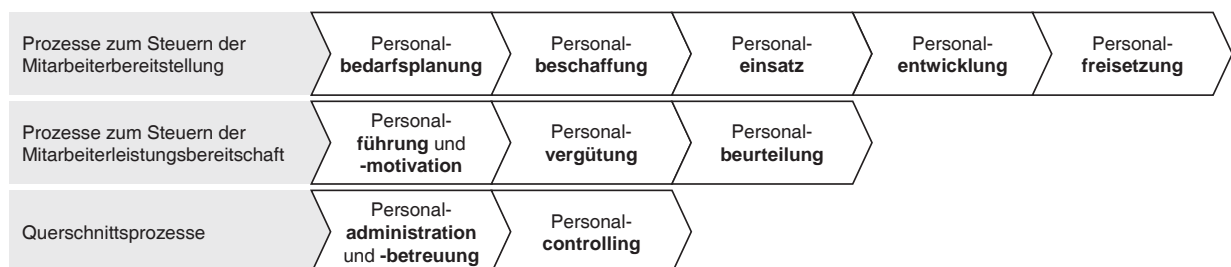 Prozesse zum Steuern der
Mitarbeiterbereitstellung
Personal-
bedarfsplanung
Personal-
beschaffung
Personal-
einsatz
Personal-
entwicklung
Personal-
freisetzung
Prozesse zum Steuern der
Mitarbeiterleistungsbereitschaft
Personal-
führung und
-motivation
Personal-
vergütung
Personal-
beurteilung
Querschnittsprozesse
Personal-
administration
und -betreuung
Personal-
controlling